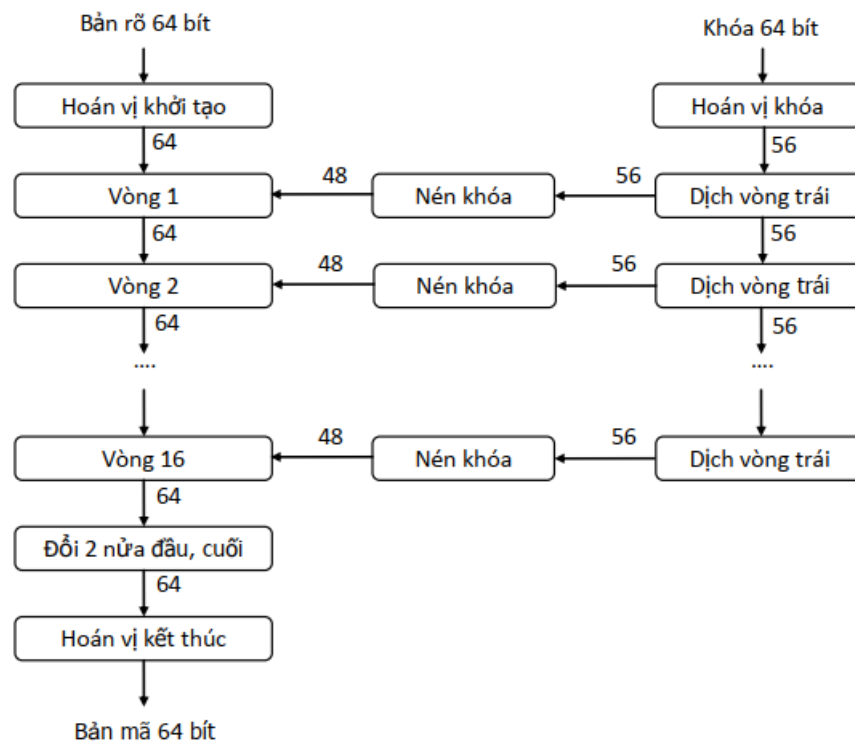 Bản rõ 64 bít
Khóa 64 bít
Hoán vị khởi tạo
Hoán vị khóa
64
56
Vòng 1
48
Nén khóa
56
Dịch vòng trái
64
56
Vòng 2
48
Nén khóa
56
Dịch vòng trái
64
56
....
....
Vòng 16
48
Nén khóa
56
Dịch vòng trái
64
Đổi 2 nửa đầu, cuối
64
Hoán vị kết thúc
Bản mã 64 bít